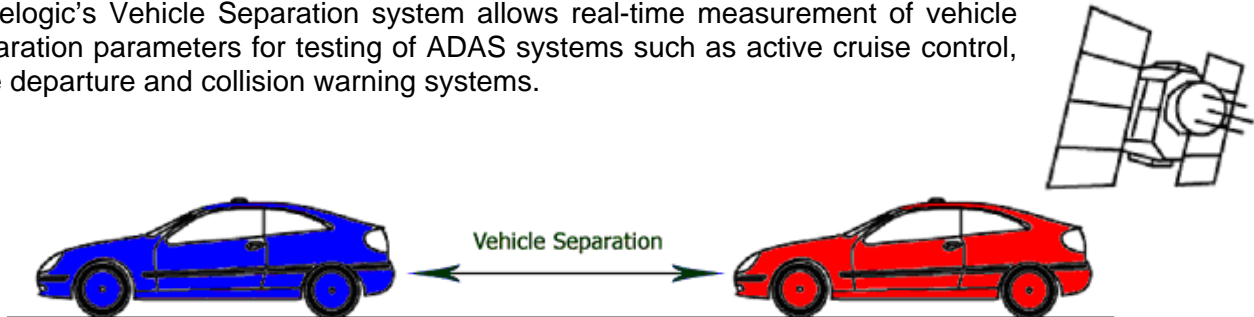 elogic’s Vehicle Separation system allows real-time measurement of vehicle
aration parameters for testing of ADAS systems such as active cruise control,
e departure and collision warning systems.
Vehicle Separation